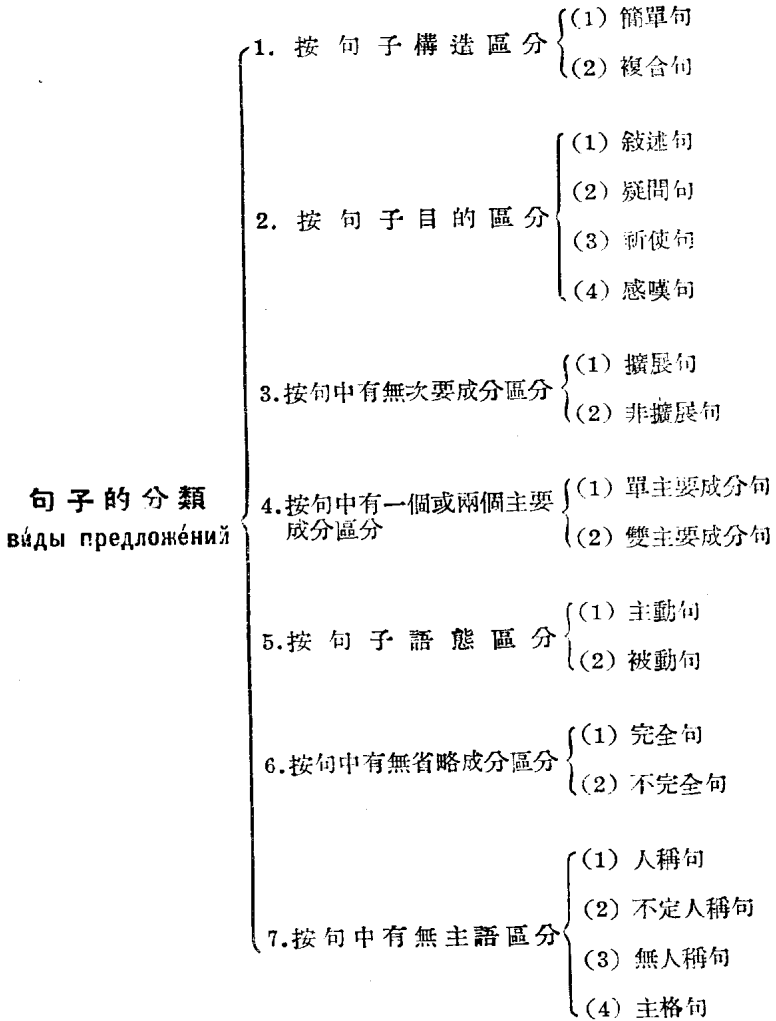 句子的分類
ви́ды предложе́ний
1. 按句子構造區分
(1) 簡單句
(2) 複合句
2. 按句子目的區分
(1) 敍述句
(2) 疑問句
(3) 祈使句
(4) 感嘆句
3.按句中有無次要成分區分
(1) 擴展句
(2) 非擴展句
4.按句中有一個或兩個主要
成分區分
(1) 單主要成分句
(2) 雙主要成分句
5.按句子語態區分
(1) 主動句
(2) 被動句
6.按句中有無省略成分區分
(1) 完全句
(2) 不完全句
7.按句中有無主語區分
(1) 人稱句
(2) 不定人稱句
(3) 無人稱句
(4) 主格句